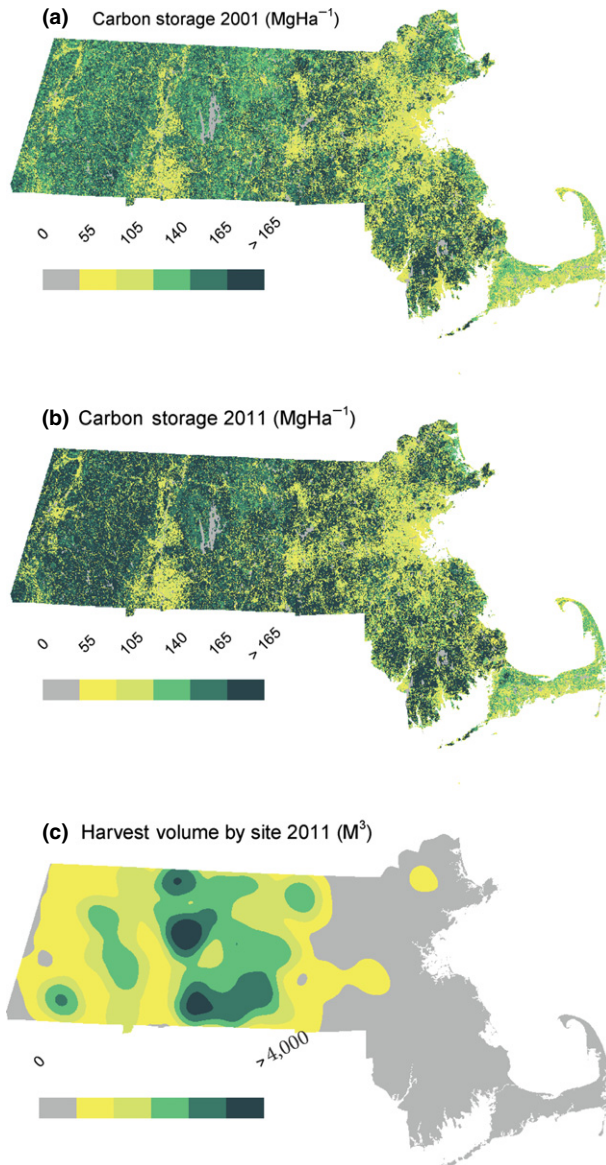 (a) Carbon storage 2001 (MgHa⁻¹)
0 55 105 140 165 > 165
(b) Carbon storage 2011 (MgHa⁻¹)
0 55 105 140 165 > 165
(c) Harvest volume by site 2011 (M³)
0 >4,000